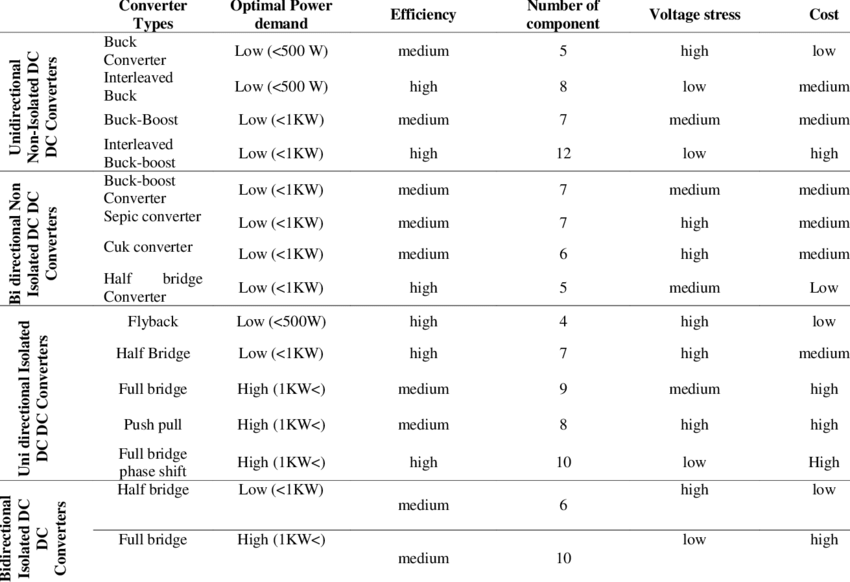 Converter Types Optimal Power demand Efficiency Number of component Voltage stress Cost
Unidirectional Non-Isolated DC DC Converters
Buck Converter Low (<500 W) medium 5 high low
Interleaved Buck Low (<500 W) high 8 low medium
Buck-Boost Low (<1KW) medium 7 medium medium
Interleaved Buck-boost Low (<1KW) high 12 low high
Bi directional Non Isolated DC DC Converters
Buck-boost Converter Low (<1KW) medium 7 medium medium
Sepic converter Low (<1KW) medium 7 high medium
Cuk converter Low (<1KW) medium 6 high medium
Half bridge Converter Low (<1KW) high 5 medium Low
Uni directional Isolated DC DC Converters
Flyback Low (<500W) high 4 high low
Half Bridge Low (<1KW) high 7 high medium
Full bridge High (1KW<) medium 9 medium high
Push pull High (1KW<) medium 8 high high
Full bridge phase shift High (1KW<) high 10 low High
Bidirectional Isolated DC DC Converters
Half bridge Low (<1KW) medium 6 high low
Full bridge High (1KW<) medium 10 low high